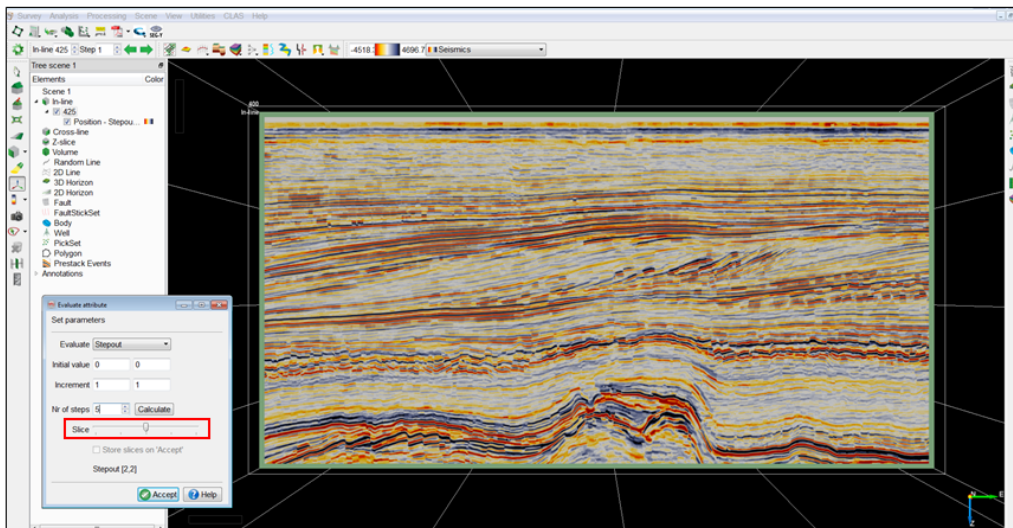 Survey Analysis Processing Scene View Utilities CLAS Help
SEG-Y
In-line 425 Step 1
-4518.
4696.7
Seismics
Tree scene 1
Elements Color
Scene 1
In-line
425
Position - Stepou...
Cross-line
Z-slice
Volume
Random Line
2D Line
3D Horizon
2D Horizon
Fault
FaultStickSet
Body
Well
PickSet
Polygon
Prestack Events
Annotations
400
In-line
Evaluate attribute
Set parameters
Evaluate Stepout
Initial value 0 0
Increment 1 1
Nr of steps 5 Calculate
Slice
Store slices on 'Accept'
Stepout [2,2]
Accept Help
N E
Z